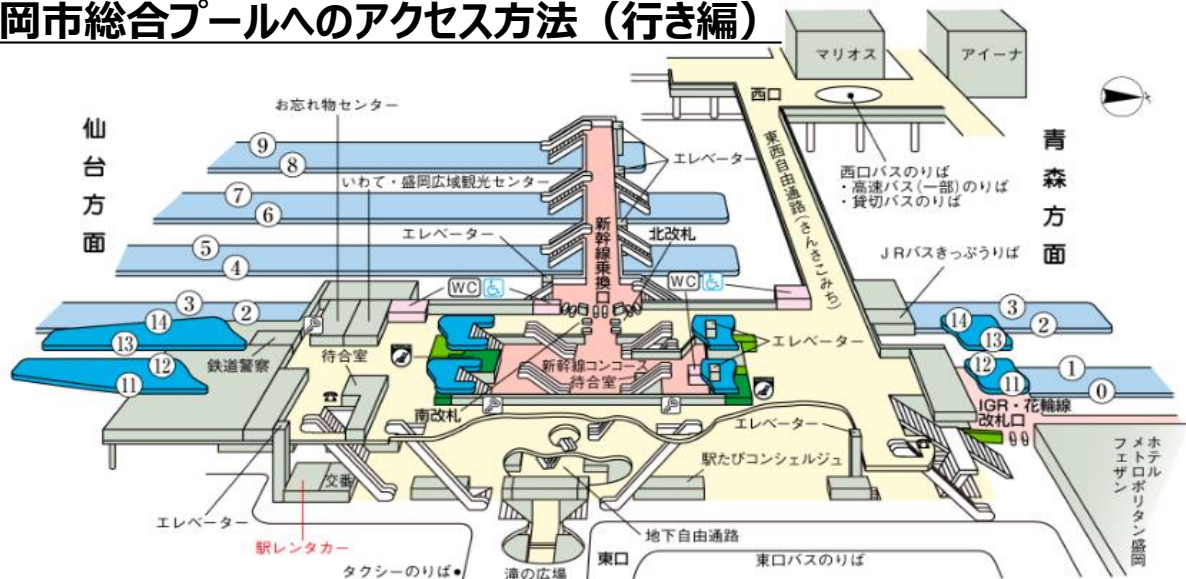 岡市総合プールへのアクセス方法（行き編）
マリオス
アイーナ
西口
お忘れ物センター
仙台方面
青森方面
9
8
エレベーター
いわて・盛岡広域観光センター
西口バスのりば
・高速バス(一部)のりば
・貸切バスのりば
東西自由通路(さんさこみち)
7
6
新幹線乗換口
北改札
エレベーター
5
4
JRバスきっぷうりば
WC
WC
3
2
14
13
3
2
14
13
鉄道警察
待合室
12
11
新幹線コンコース
待合室
エレベーター
12
11
1
0
南改札
IGR・花輪線
改札口
エレベーター
駅たびコンシェルジュ
ホテル
メトロポリタン盛岡
フェザン
交番
エレベーター
駅レンタカー
地下自由通路
タクシーのりば
滝の広場
東口
東口バスのりば